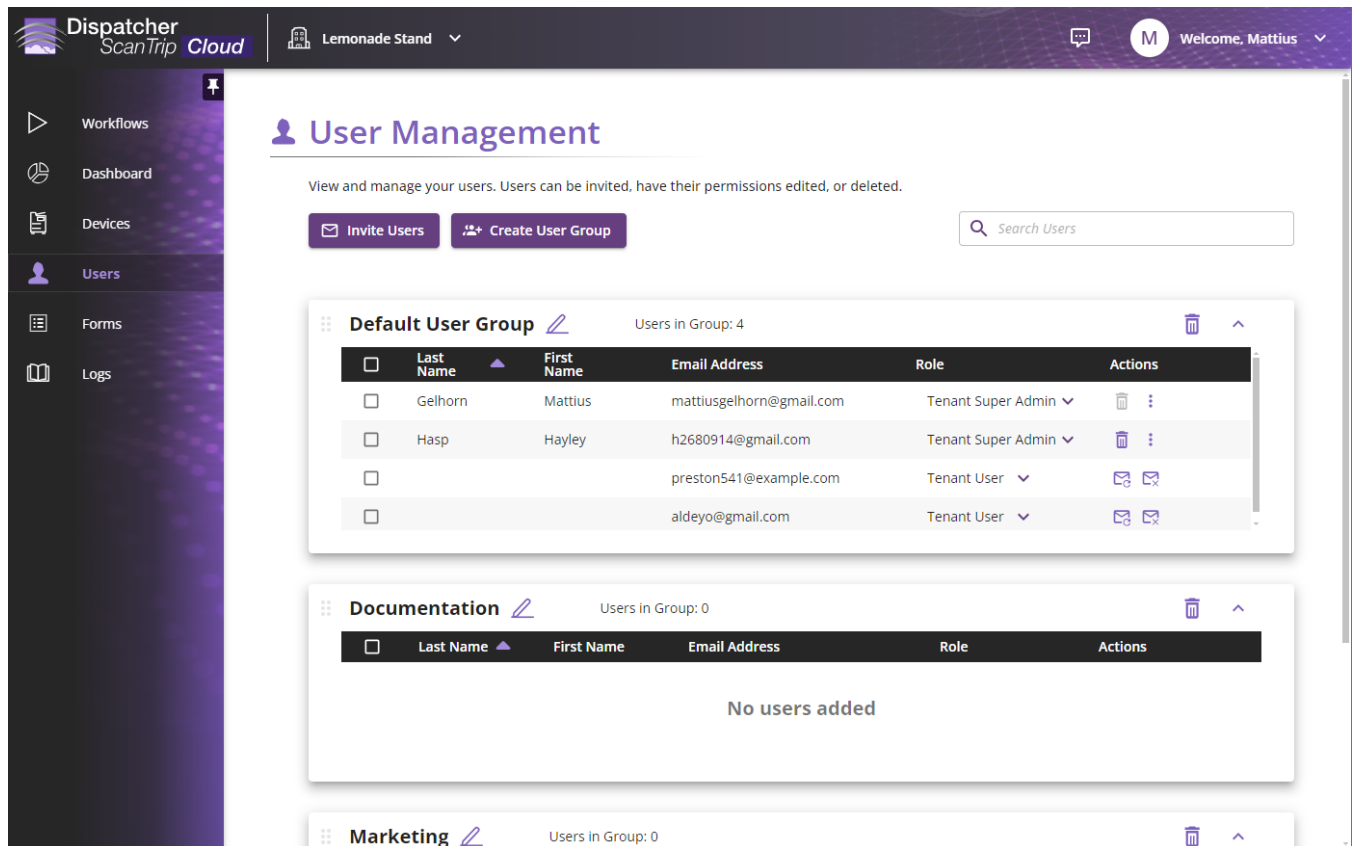 Dispatcher
ScanTrip Cloud
Lemonade Stand
M
Welcome, Mattius
Workflows
Dashboard
Devices
Users
Forms
Logs
User Management
View and manage your users. Users can be invited, have their permissions edited, or deleted.
Invite Users
Create User Group
Search Users
Default User Group
Users in Group: 4
Last Name First Name Email Address Role Actions
Gelhorn Mattius mattiusgelhorn@gmail.com Tenant Super Admin
Hasp Hayley h2680914@gmail.com Tenant Super Admin
preston541@example.com Tenant User
aldeyo@gmail.com Tenant User
Documentation
Users in Group: 0
Last Name First Name Email Address Role Actions
No users added
Marketing
Users in Group: 0